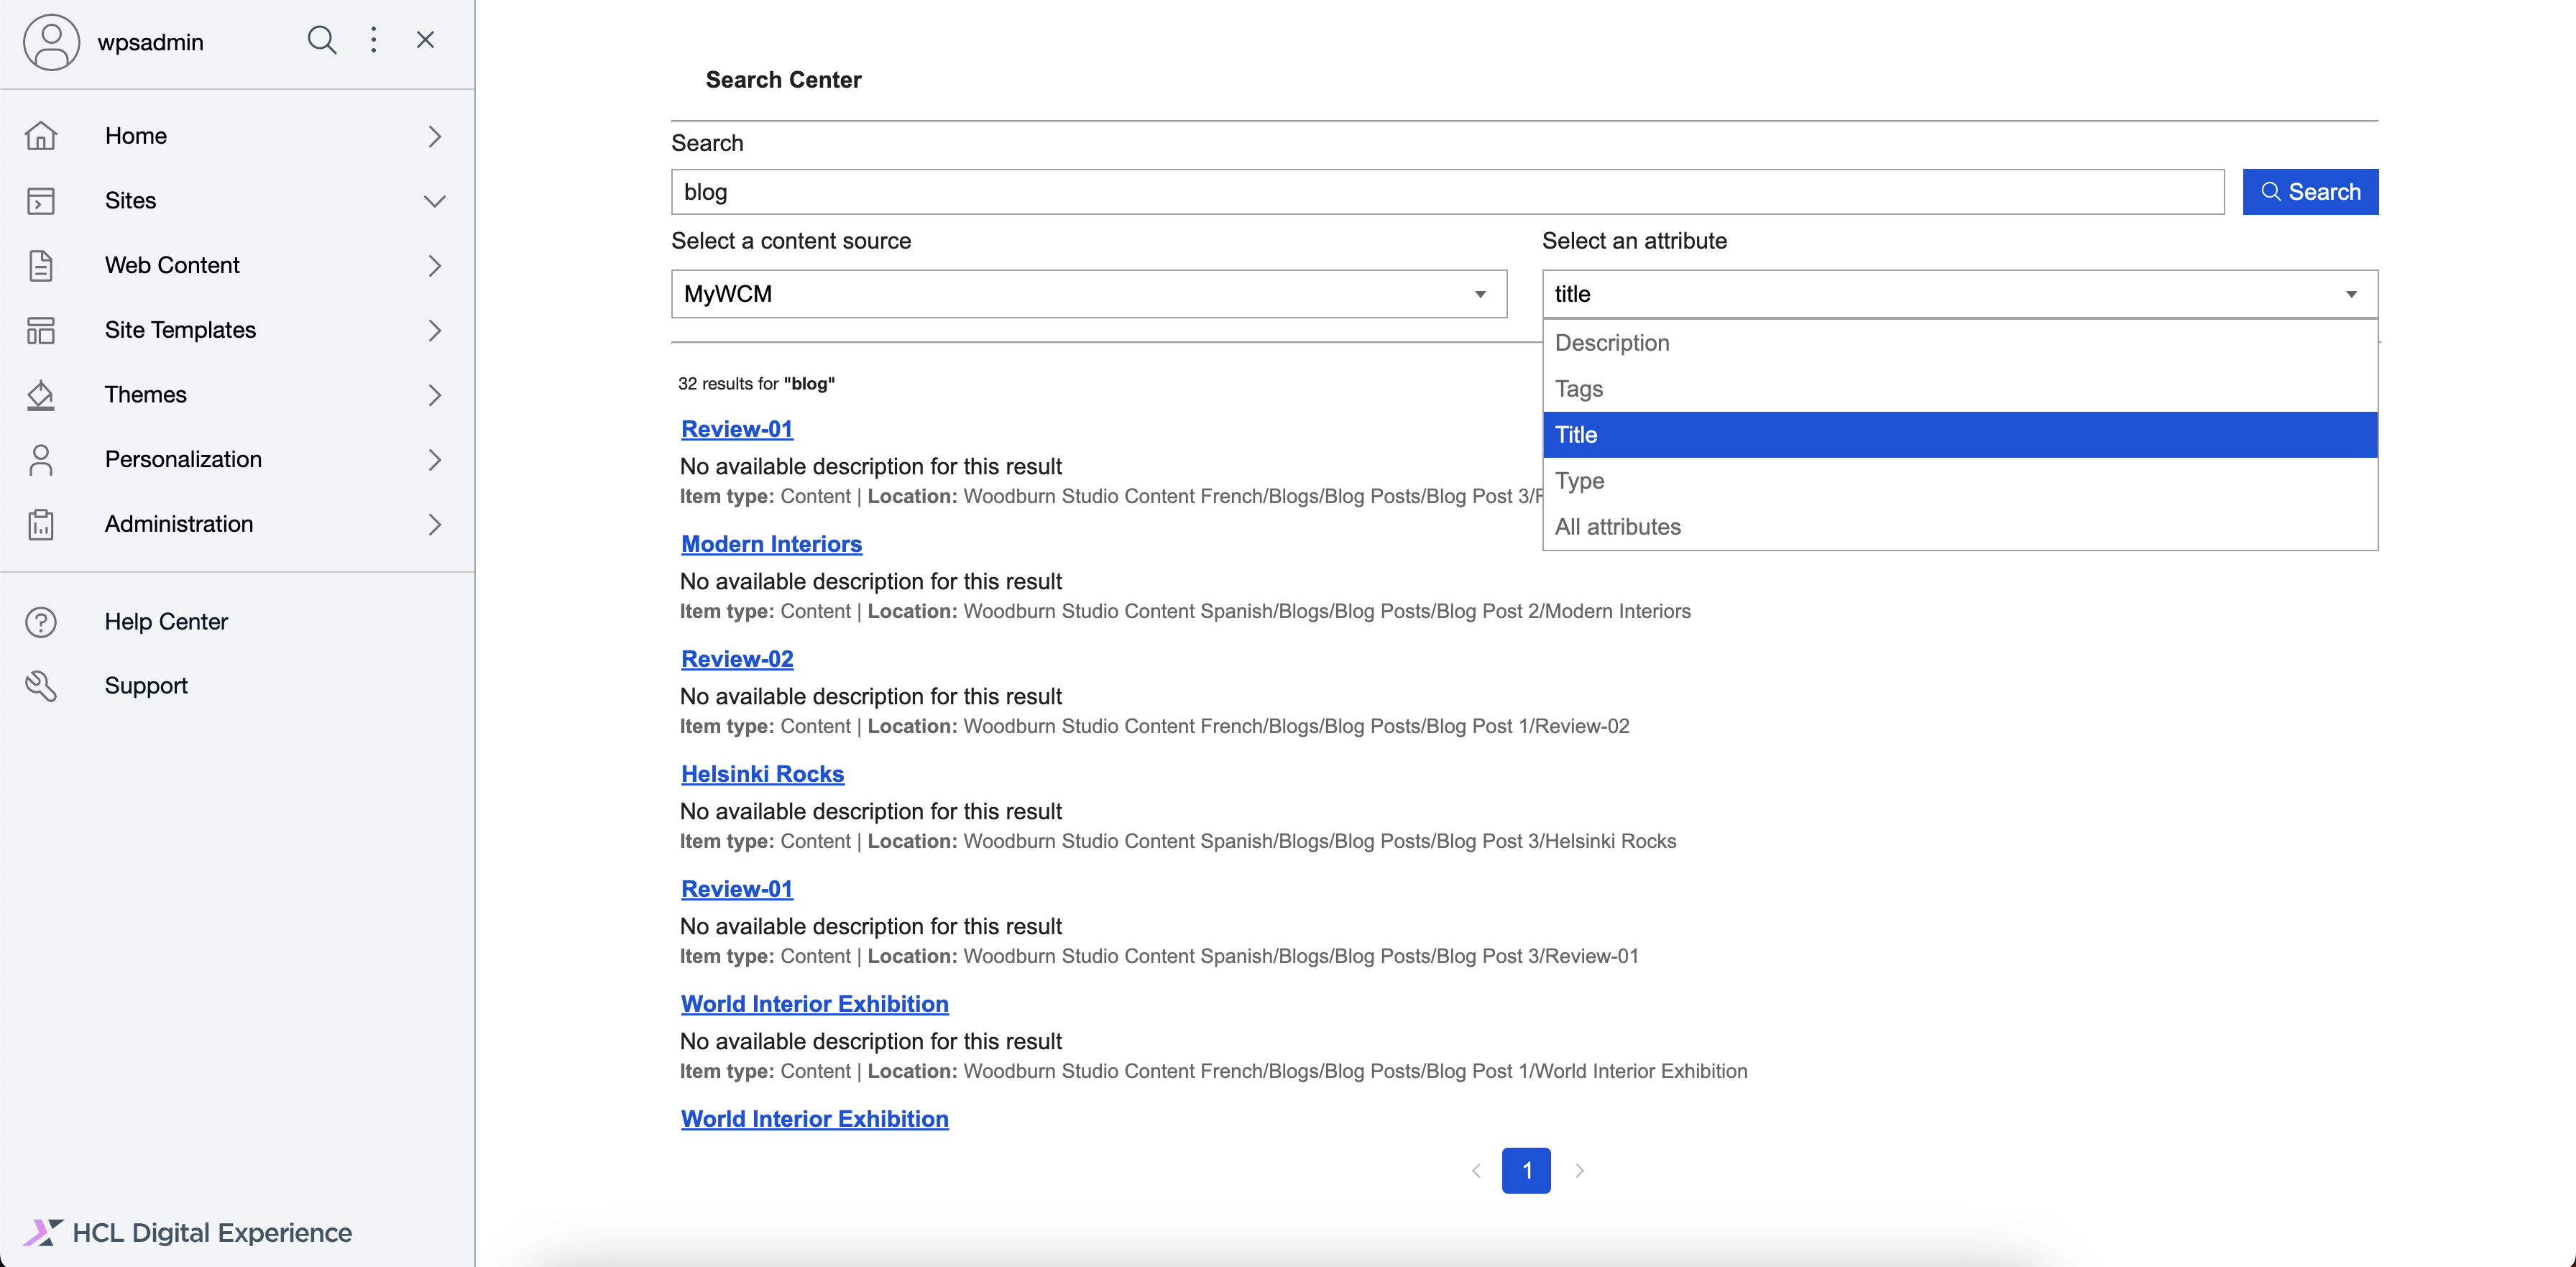 wpsadmin
Home
Sites
Web Content
Site Templates
Themes
Personalization
Administration
Help Center
Support
HCL Digital Experience
Search Center
Search
blog
Search
Select a content source
Select an attribute
MyWCM
title
Description
Tags
Title
Type
All attributes
32 results for "blog"
Review-01
No available description for this result
Item type: Content | Location: Woodburn Studio Content French/Blogs/Blog Posts/Blog Post 3/
Modern Interiors
No available description for this result
Item type: Content | Location: Woodburn Studio Content Spanish/Blogs/Blog Posts/Blog Post 2/Modern Interiors
Review-02
No available description for this result
Item type: Content | Location: Woodburn Studio Content French/Blogs/Blog Posts/Blog Post 1/Review-02
Helsinki Rocks
No available description for this result
Item type: Content | Location: Woodburn Studio Content Spanish/Blogs/Blog Posts/Blog Post 3/Helsinki Rocks
Review-01
No available description for this result
Item type: Content | Location: Woodburn Studio Content Spanish/Blogs/Blog Posts/Blog Post 3/Review-01
World Interior Exhibition
No available description for this result
Item type: Content | Location: Woodburn Studio Content French/Blogs/Blog Posts/Blog Post 1/World Interior Exhibition
World Interior Exhibition
1